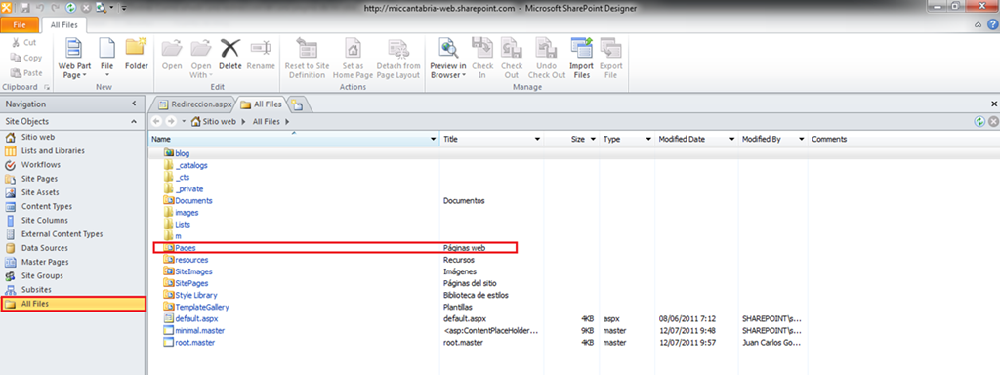 http://miccantabria-web.sharepoint.com - Microsoft SharePoint Designer
File All Files
Cut
Copy
Paste
Clipboard
Web Part Page
File
Folder
New
Open
Open With
Delete
Rename
Edit
Reset to Site Definition
Set as Home Page
Detach from Page Layout
Actions
Preview in Browser
Check In
Check Out
Undo Check Out
Import Files
Export File
Manage
Navigation
Redireccion.aspx All Files
Site Objects
Sitio web All Files
Sitio web
Lists and Libraries
Workflows
Site Pages
Site Assets
Content Types
Site Columns
External Content Types
Data Sources
Master Pages
Site Groups
Subsites
All Files
Name Title Size Type Modified Date Modified By Comments
blog
_catalogs
_cts
_private
Documents Documentos
images
Lists
m
Pages Páginas web
resources Recursos
SiteImages Imágenes
SitePages Páginas del sitio
Style Library Biblioteca de estilos
TemplateGallery Plantillas
default.aspx default.aspx 4KB aspx 08/06/2011 7:12 SHAREPOINT\s...
minimal.master <asp:ContentPlaceHolder... 9KB master 12/07/2011 9:48 SHAREPOINT\s...
root.master root.master 4KB master 12/07/2011 9:57 Juan Carlos Go...